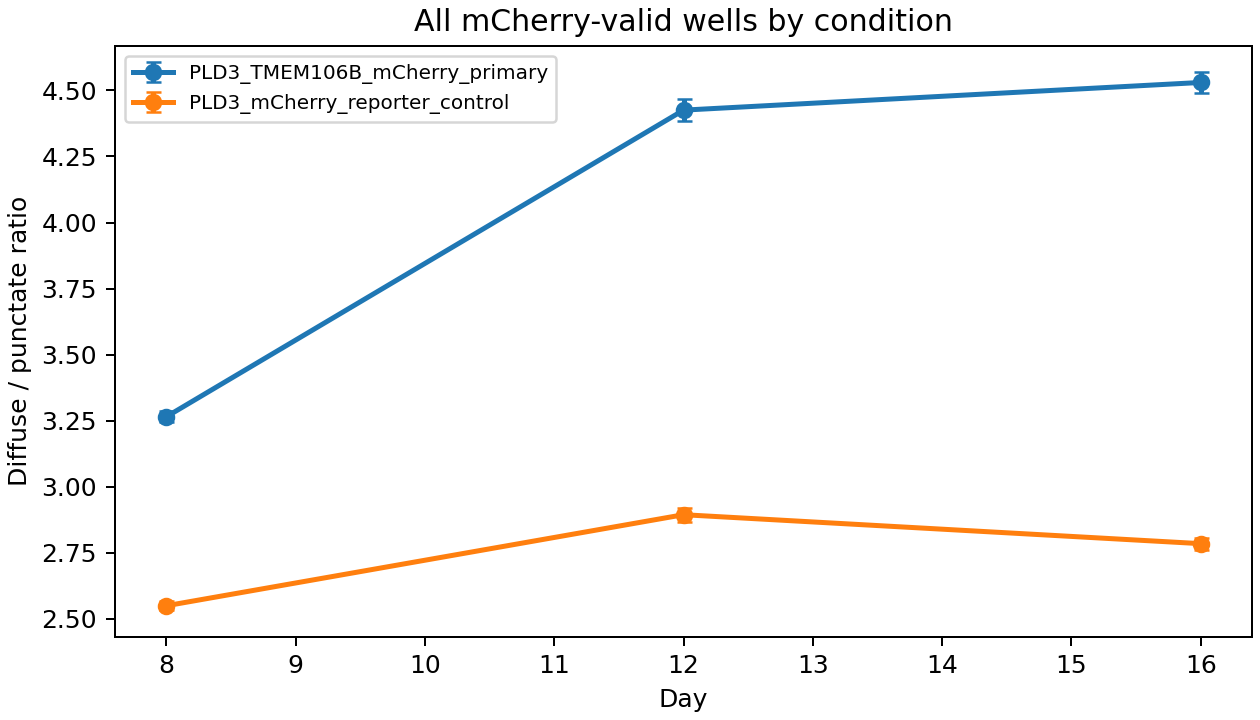 All mCherry-valid wells by condition
PLD3_TMEM106B_mCherry_primary
PLD3_mCherry_reporter_control
Diffuse / punctate ratio
4.50
4.25
4.00
3.75
3.50
3.25
3.00
2.75
2.50
8 9 10 11 12 13 14 15 16
Day